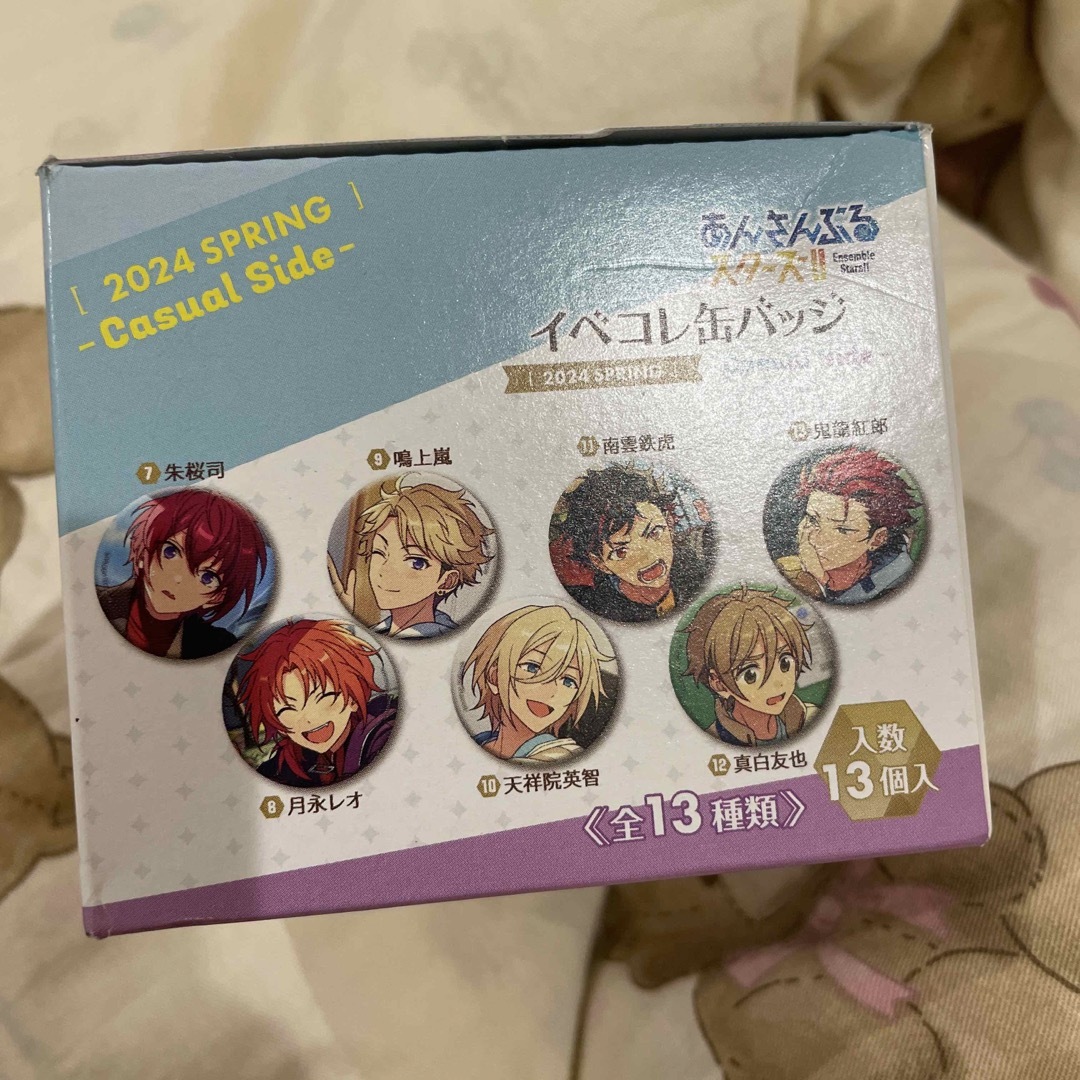 [ 2024 SPRING ]
-Casual Side-
あんさんぶる
スターズ!!
Ensemble
Stars!!
イベコレ缶バッジ
[ 2024 SPRING ]
- Casual Side -
7 朱桜司
9 鳴上嵐
11 南雲鉄虎
13 鬼龍紅郎
8 月永レオ
10 天祥院英智
12 真白友也
入数
13個入
《全13種類》